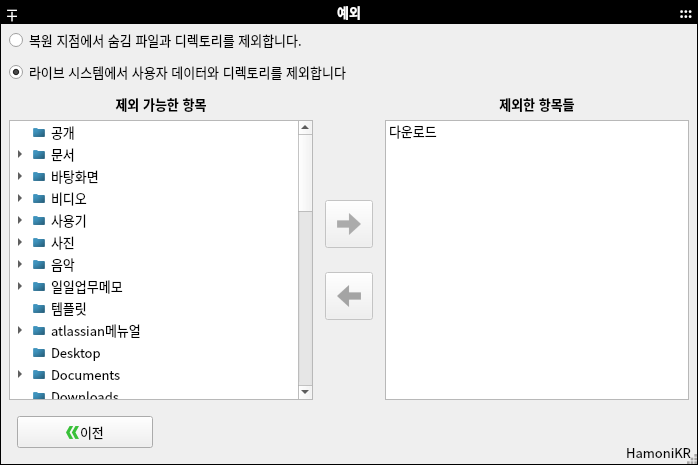 예외
복원 지점에서 숨김 파일과 디렉토리를 제외합니다.
라이브 시스템에서 사용자 데이터와 디렉토리를 제외합니다
제외 가능한 항목
공개
문서
바탕화면
비디오
사용기
사진
음악
일일업무메모
템플릿
atlassian메뉴얼
Desktop
Documents
Downloads
제외한 항목들
다운로드
이전
HamoniKR